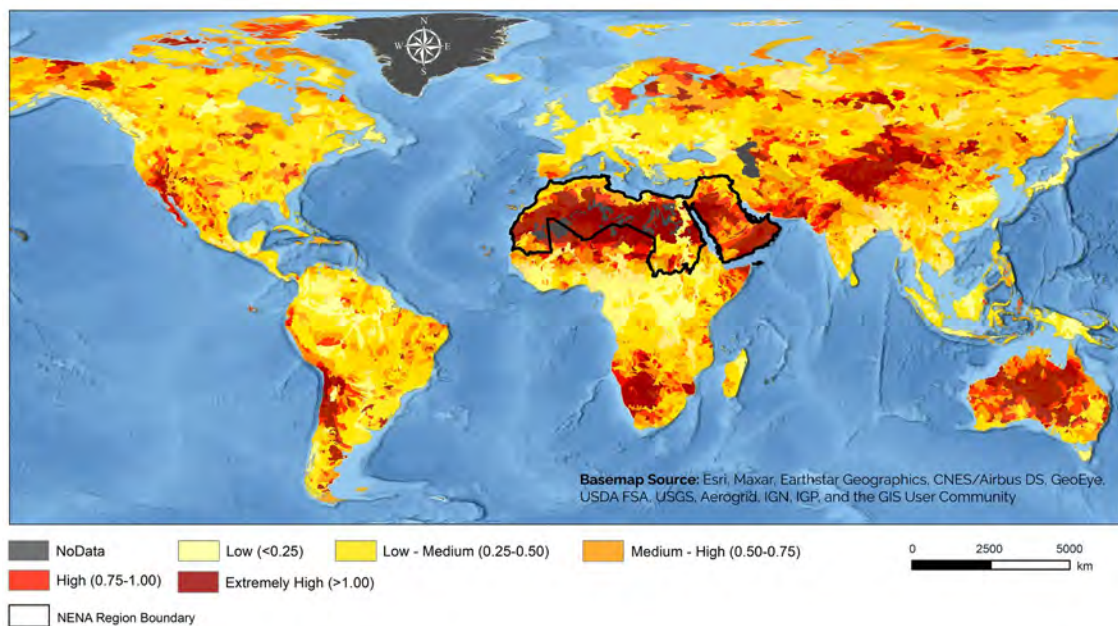 N
W E
S
Basemap Source: Esri, Maxar, Earthstar Geographics, CNES/Airbus DS, GeoEye,
USDA FSA, USGS, Aerogrid, IGN, IGP, and the GIS User Community
NoData Low (<0.25) Low - Medium (0.25-0.50) Medium - High (0.50-0.75) 0 2500 5000
km
High (0.75-1.00) Extremely High (>1.00)
NENA Region Boundary